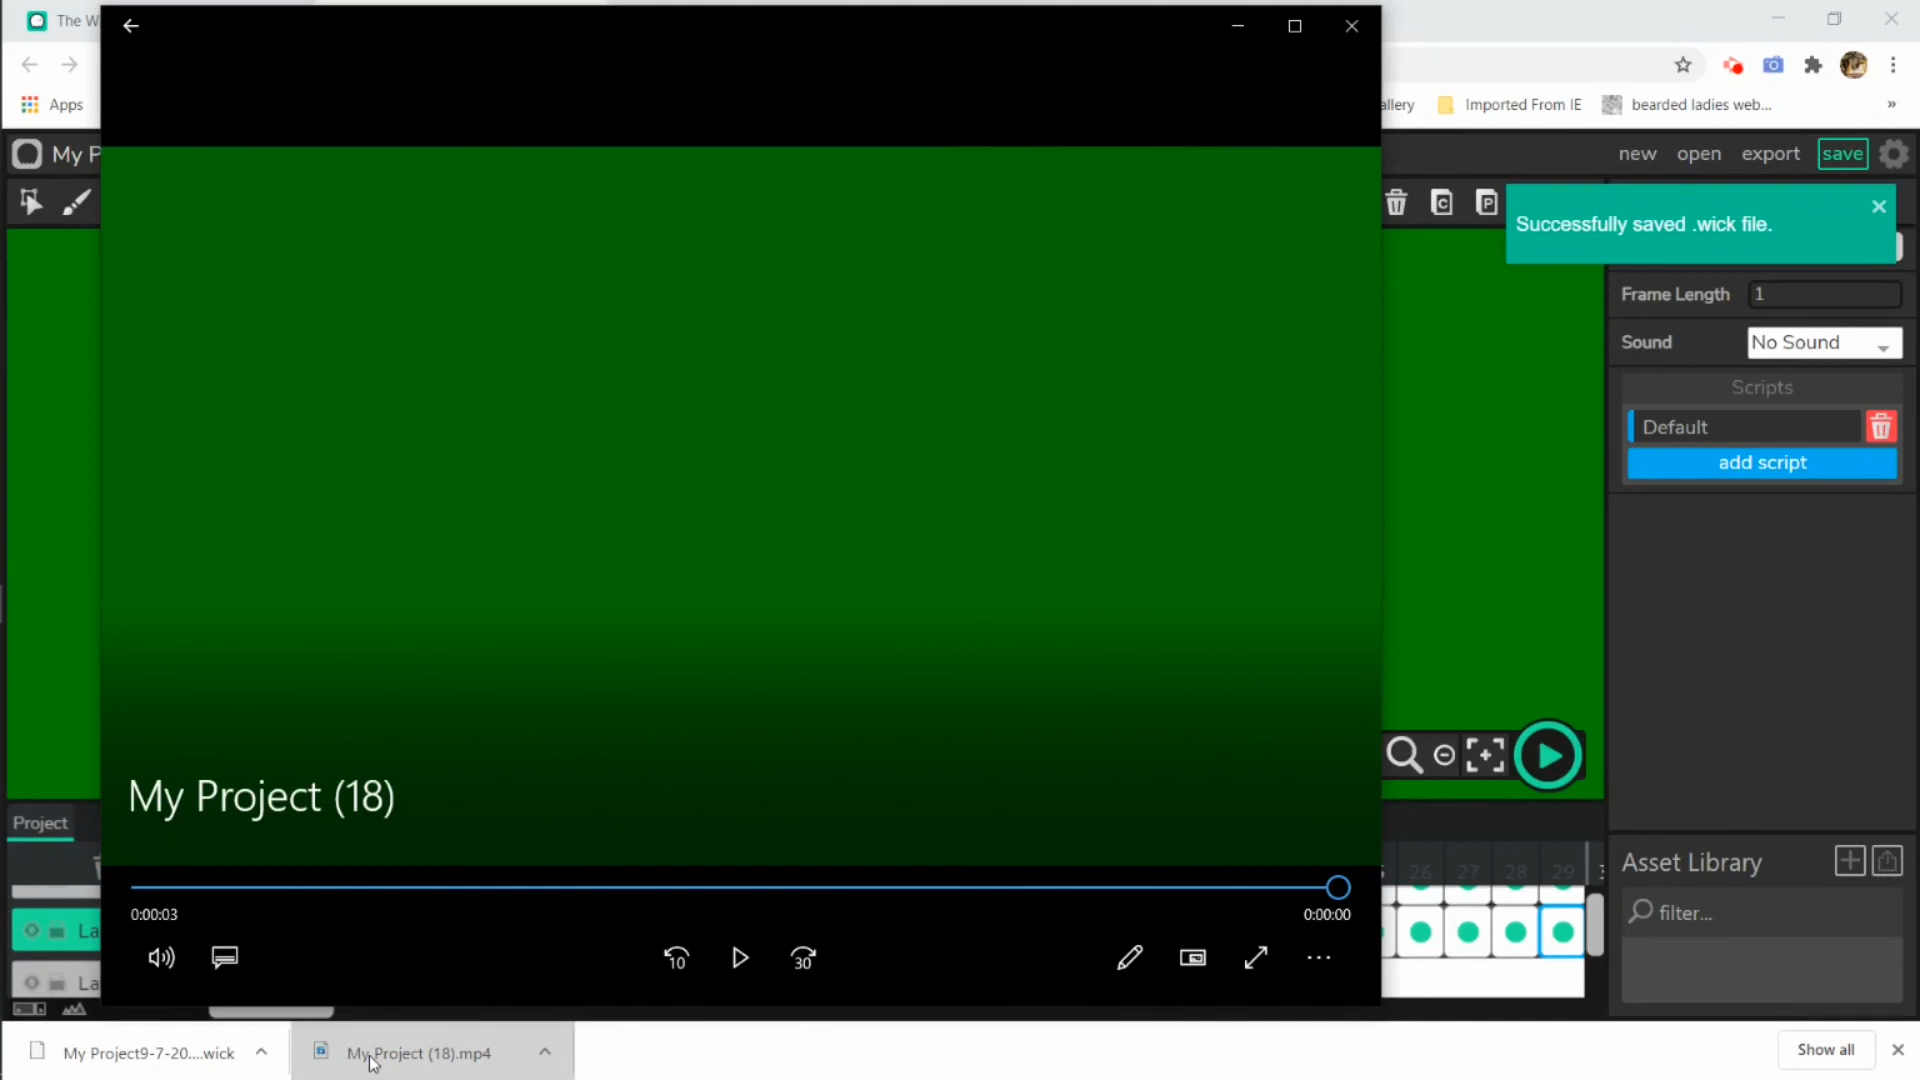 The W
Apps
allery
Imported From IE
bearded ladies web...
»
My P
new
open
export
save
Successfully saved .wick file.
Frame Length
1
Sound
No Sound
Scripts
Default
add script
My Project (18)
Project
26
27
28
29
Asset Library
filter...
0:00:03
0:00:00
La
10
30
La
My Project9-7-20....wick
My Project (18).mp4
Show all